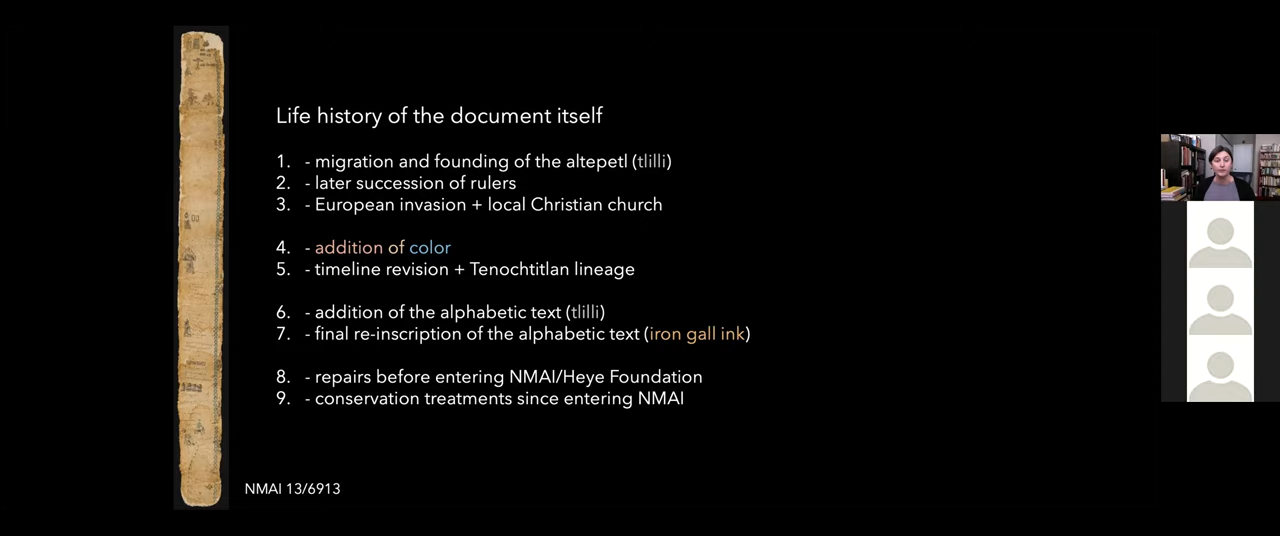 Life history of the document itself
1. - migration and founding of the altepetl (tlilli)
2. - later succession of rulers
3. - European invasion + local Christian church
4. - addition of color
5. - timeline revision + Tenochtitlan lineage
6. - addition of the alphabetic text (tlilli)
7. - final re-inscription of the alphabetic text (iron gall ink)
8. - repairs before entering NMAI/Heye Foundation
9. - conservation treatments since entering NMAI
NMAI 13/6913